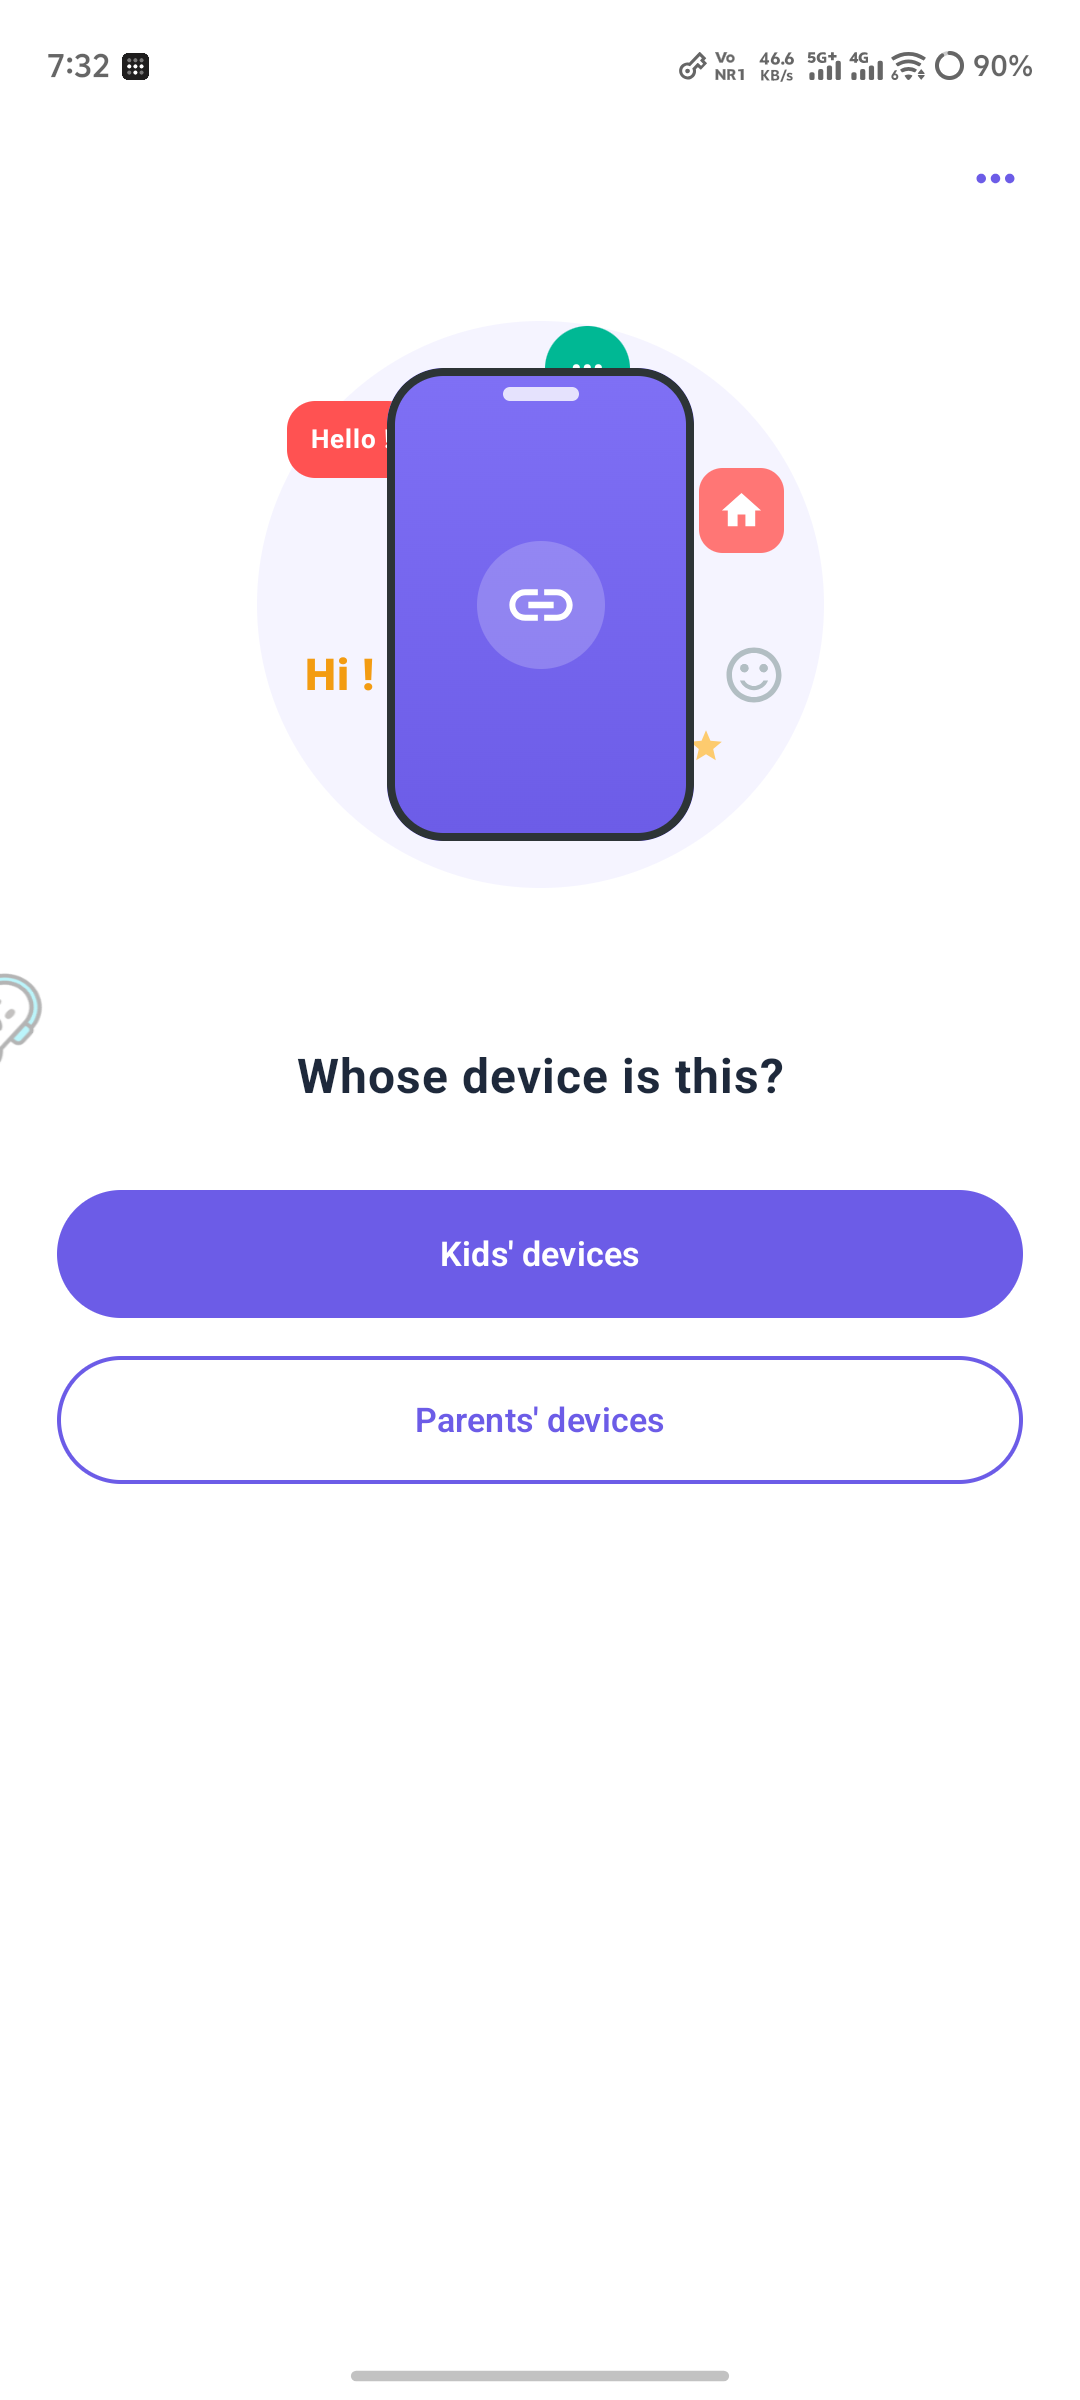 7:32
Vo NR1 46.6 KB/s 5G+ 4G 6 90%
Hello !
Hi !
Whose device is this?
Kids' devices
Parents' devices